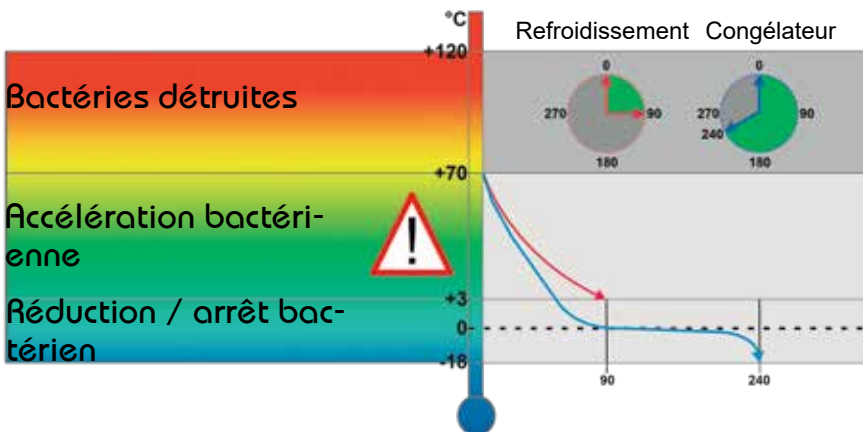 °C
Refroidissement Congélateur
+120
0
0
Bactéries détruites
270
90
270
90
240
180
180
+70
Accélération bactéri-
enne
!
+3
Réduction / arrêt bac-
térien
0
-18
90
240